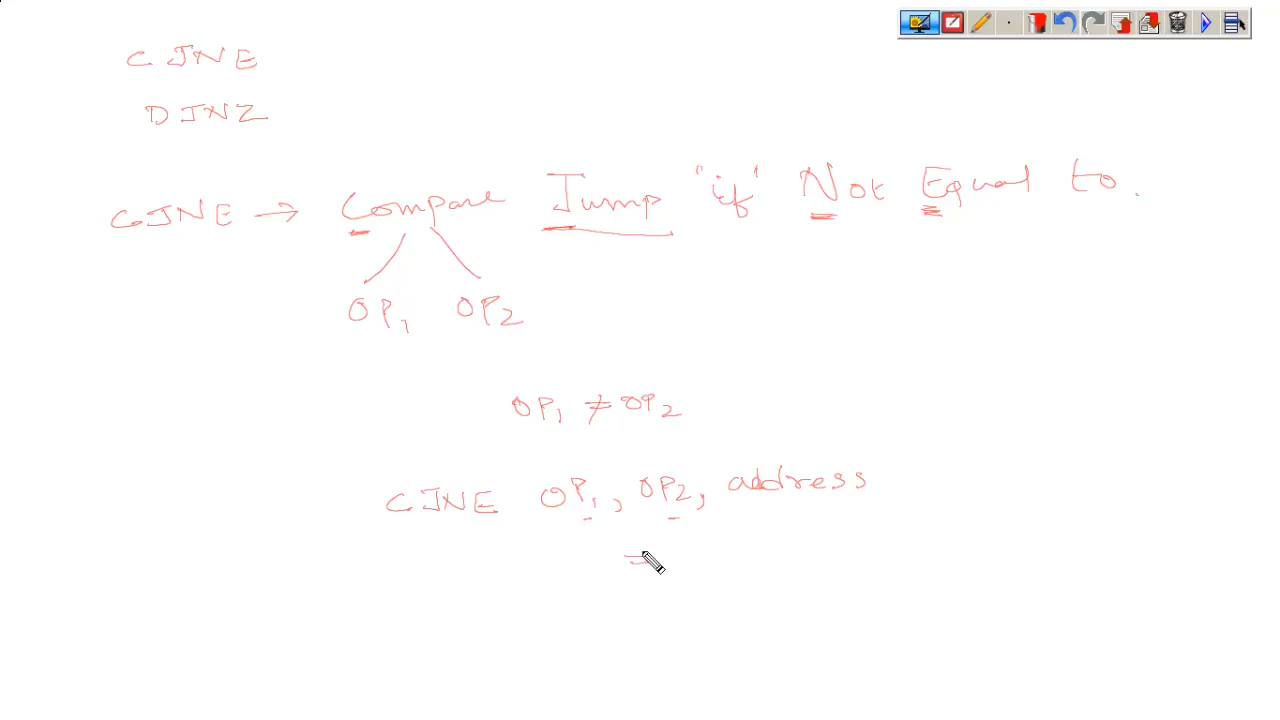 CJNE
DJNZ
CJNE → Compare Jump "if" Not Equal to.
OP1 OP2
OP1 ≠ OP2
CJNE OP1, OP2, address
=